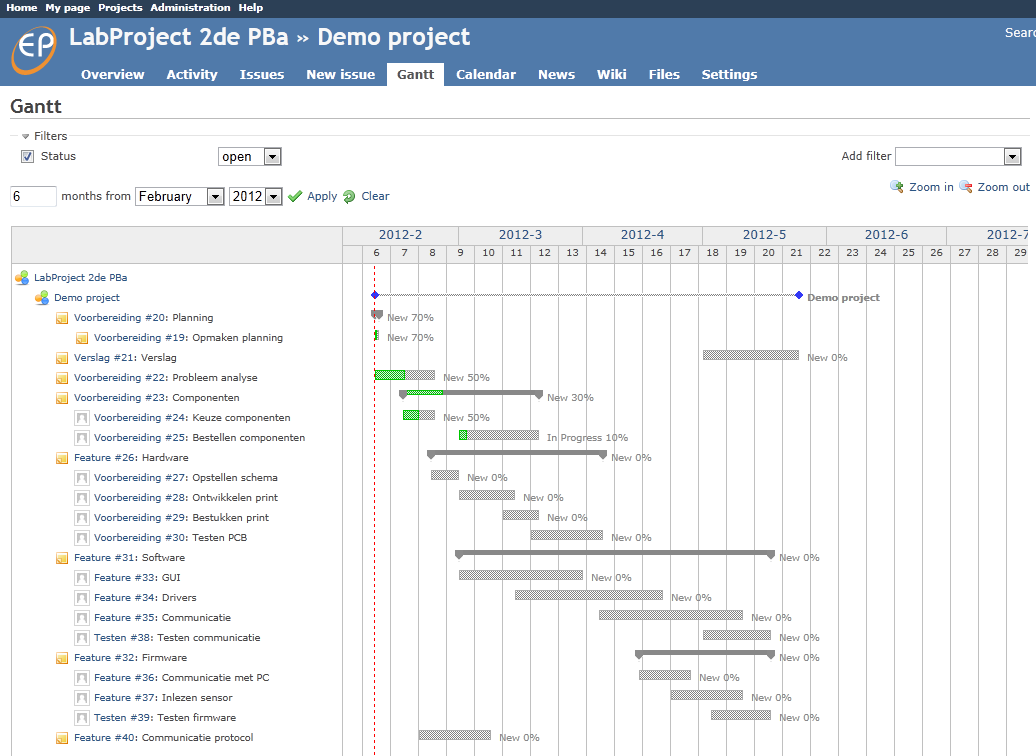 Home My page Projects Administration Help
EP LabProject 2de PBa » Demo project
Overview Activity Issues New issue Gantt Calendar News Wiki Files Settings
Gantt
Filters
Status open Add filter
6 months from February 2012 Apply Clear
Zoom in Zoom out
2012-2 2012-3 2012-4 2012-5 2012-6 2012-7
6 7 8 9 10 11 12 13 14 15 16 17 18 19 20 21 22 23 24 25 26 27 28 29
LabProject 2de PBa
Demo project Demo project
Voorbereiding #20: Planning New 70%
Voorbereiding #19: Opmaken planning New 70%
Verslag #21: Verslag New 0%
Voorbereiding #22: Probleem analyse New 50%
Voorbereiding #23: Componenten New 30%
Voorbereiding #24: Keuze componenten New 50%
Voorbereiding #25: Bestellen componenten In Progress 10%
Feature #26: Hardware New 0%
Voorbereiding #27: Opstellen schema New 0%
Voorbereiding #28: Ontwikkelen print New 0%
Voorbereiding #29: Bestukken print New 0%
Voorbereiding #30: Testen PCB New 0%
Feature #31: Software New 0%
Feature #33: GUI New 0%
Feature #34: Drivers New 0%
Feature #35: Communicatie New 0%
Testen #38: Testen communicatie New 0%
Feature #32: Firmware New 0%
Feature #36: Communicatie met PC New 0%
Feature #37: Inlezen sensor New 0%
Testen #39: Testen firmware New 0%
Feature #40: Communicatie protocol New 0%